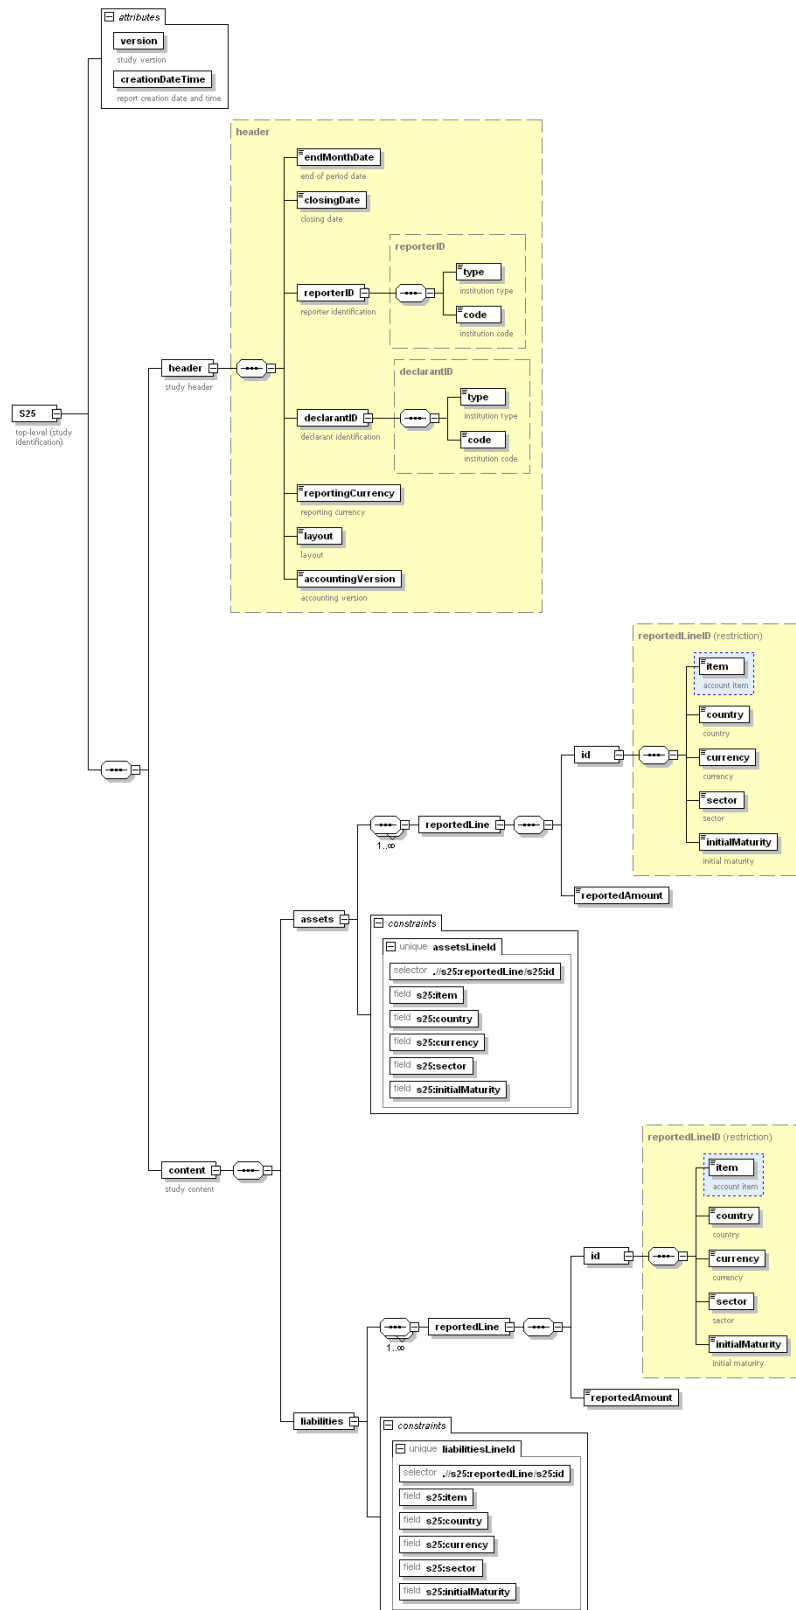 attributes
version
study version
creationDateTime
report creation date and time
header
endMonthDate
end of period date
closingDate
closing date
reporterID
reporterID
reporter identification
type
institution type
code
institution code
header
study header
declarantID
declarantID
declarant identification
type
institution type
code
institution code
S25
top-level (study
identification)
reportingCurrency
reporting currency
layout
layout
accountingVersion
accounting version
reportedLineID (restriction)
item
account item
country
country
currency
currency
sector
sector
initialMaturity
initial maturity
id
reportedLine
1..∞
reportedAmount
assets
constraints
unique assetsLineId
selector .//s25:reportedLine/s25:id
field s25:item
field s25:country
field s25:currency
field s25:sector
field s25:initialMaturity
content
study content
reportedLineID (restriction)
item
account item
country
country
currency
currency
sector
sector
initialMaturity
initial maturity
id
reportedLine
1..∞
reportedAmount
liabilities
constraints
unique liabilitiesLineId
selector .//s25:reportedLine/s25:id
field s25:item
field s25:country
field s25:currency
field s25:sector
field s25:initialMaturity